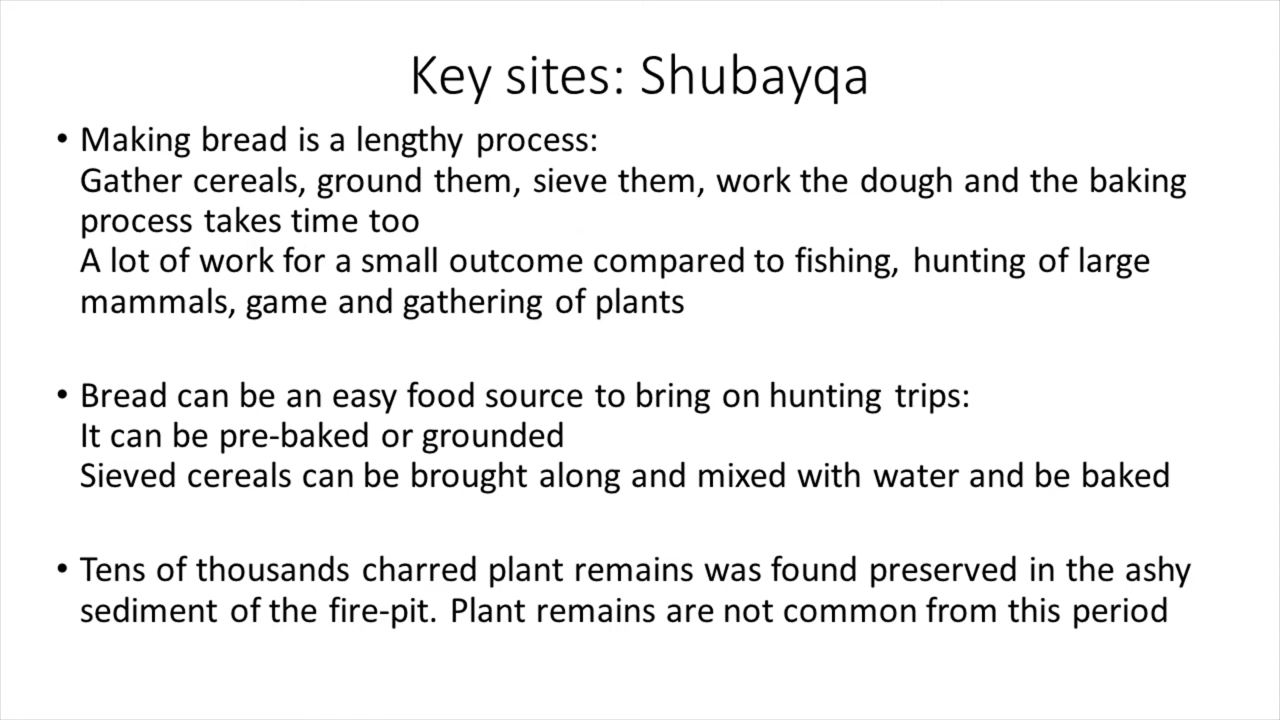 Key sites: Shubayqa
• Making bread is a lengthy process:
Gather cereals, ground them, sieve them, work the dough and the baking
process takes time too
A lot of work for a small outcome compared to fishing, hunting of large
mammals, game and gathering of plants
• Bread can be an easy food source to bring on hunting trips:
It can be pre-baked or grounded
Sieved cereals can be brought along and mixed with water and be baked
• Tens of thousands charred plant remains was found preserved in the ashy
sediment of the fire-pit. Plant remains are not common from this period